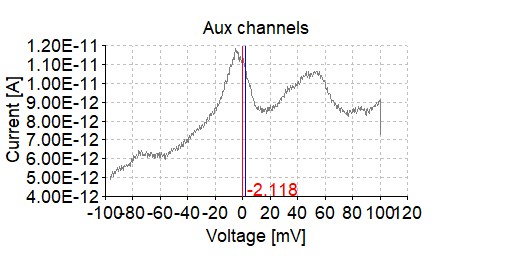 Aux channels
Current [A]
1.20E-11
1.10E-11
1.00E-11
9.00E-12
8.00E-12
7.00E-12
6.00E-12
5.00E-12
4.00E-12
-2,118
-100 -80 -60 -40 -20 0 20 40 60 80 100 120
Voltage [mV]